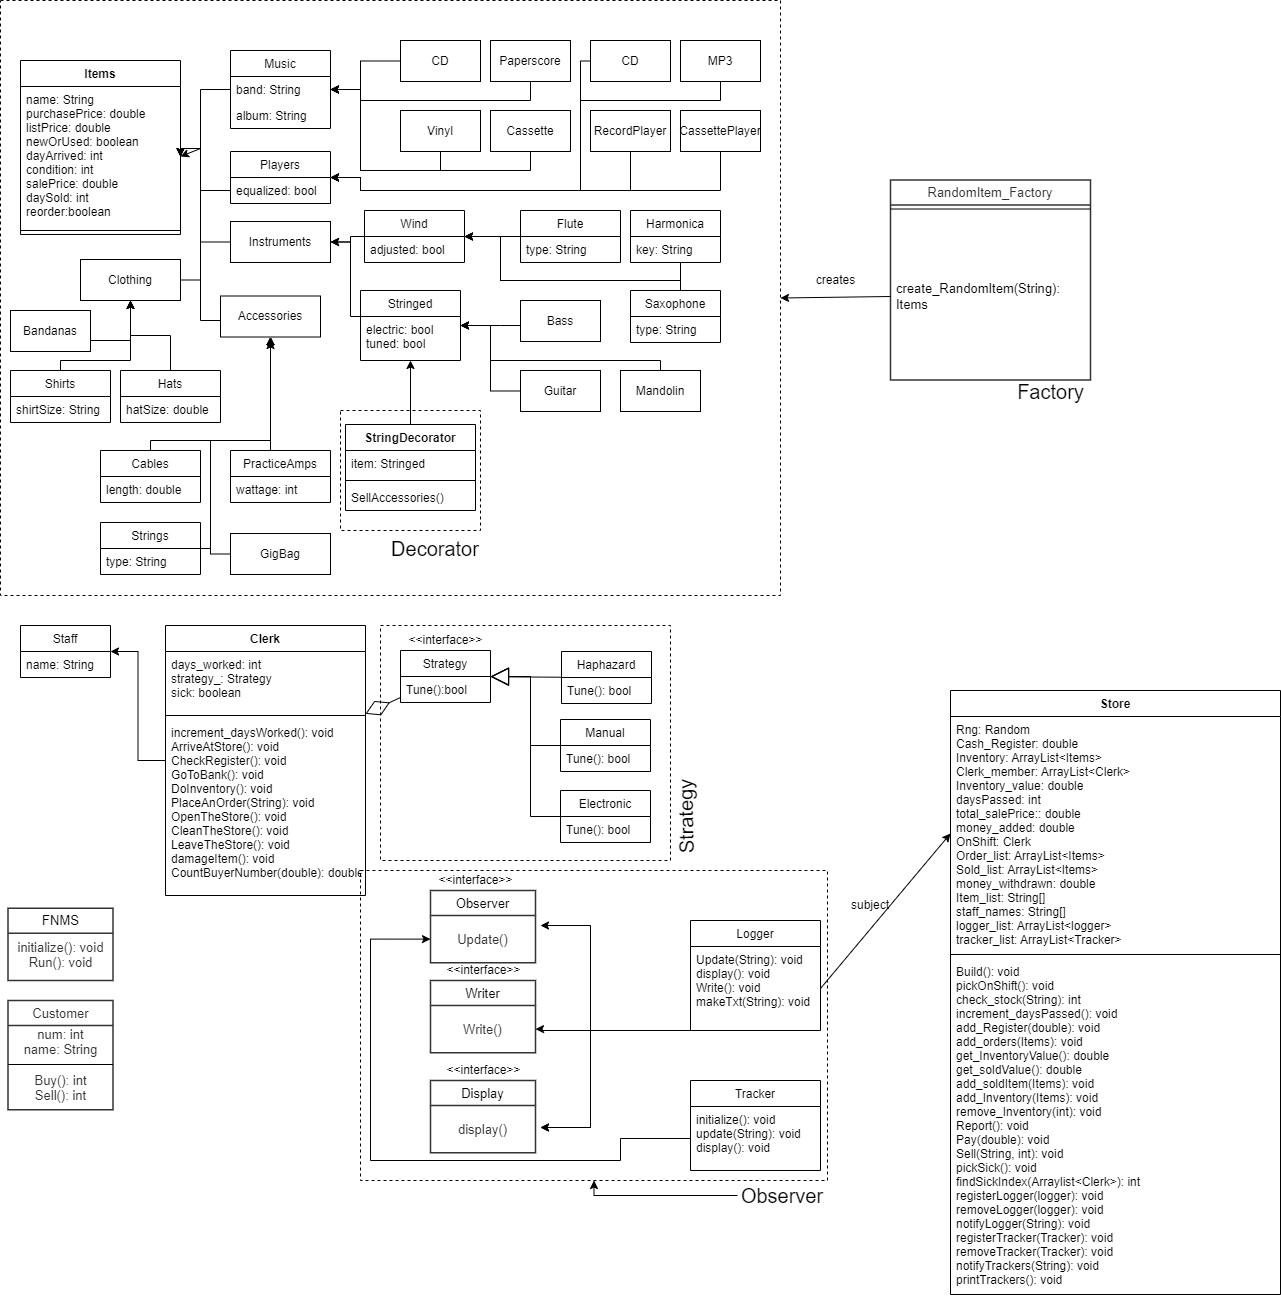 Items
name: String
purchasePrice: double
listPrice: double
newOrUsed: boolean
dayArrived: int
condition: int
salePrice: double
daySold: int
reorder:boolean
Music
band: String
album: String
CD
Paperscore
CD
MP3
Vinyl
Cassette
RecordPlayer
CassettePlayer
Players
equalized: bool
Instruments
Wind
adjusted: bool
Flute
type: String
Harmonica
key: String
Clothing
Accessories
Stringed
electric: bool
tuned: bool
Bass
Saxophone
type: String
Bandanas
Shirts
shirtSize: String
Hats
hatSize: double
Guitar
Mandolin
StringDecorator
item: Stringed
SellAccessories()
Decorator
Cables
length: double
PracticeAmps
wattage: int
Strings
type: String
GigBag
creates
RandomItem_Factory
create_RandomItem(String):
Items
Factory
Staff
name: String
Clerk
days_worked: int
strategy_: Strategy
sick: boolean
increment_daysWorked(): void
ArriveAtStore(): void
CheckRegister(): void
GoToBank(): void
DoInventory(): void
PlaceAnOrder(String): void
OpenTheStore(): void
CleanTheStore(): void
LeaveTheStore(): void
damageItem(): void
CountBuyerNumber(double): double
<<interface>>
Strategy
Tune():bool
Haphazard
Tune(): bool
Manual
Tune(): bool
Electronic
Tune(): bool
Strategy
FNMS
initialize(): void
Run(): void
Customer
num: int
name: String
Buy(): int
Sell(): int
<<interface>>
Observer
Update()
<<interface>>
Writer
Write()
<<interface>>
Display
display()
Logger
Update(String): void
display(): void
Write(): void
makeTxt(String): void
Tracker
initialize(): void
update(String): void
display(): void
Observer
subject
Store
Rng: Random
Cash_Register: double
Inventory: ArrayList<Items>
Clerk_member: ArrayList<Clerk>
Inventory_value: double
daysPassed: int
total_salePrice:: double
money_added: double
OnShift: Clerk
Order_list: ArrayList<Items>
Sold_list: ArrayList<Items>
money_withdrawn: double
Item_list: String[]
staff_names: String[]
logger_list: ArrayList<logger>
tracker_list: ArrayList<Tracker>
Build(): void
pickOnShift(): void
check_stock(String): int
increment_daysPassed(): void
add_Register(double): void
add_orders(Items): void
get_InventoryValue(): double
get_soldValue(): double
add_soldItem(Items): void
add_Inventory(Items): void
remove_Inventory(int): void
Report(): void
Pay(double): void
Sell(String, int): void
pickSick(): void
findSickIndex(Arraylist<Clerk>): int
registerLogger(logger): void
removeLogger(logger): void
notifyLogger(String): void
registerTracker(Tracker): void
removeTracker(Tracker): void
notifyTrackers(String): void
printTrackers(): void